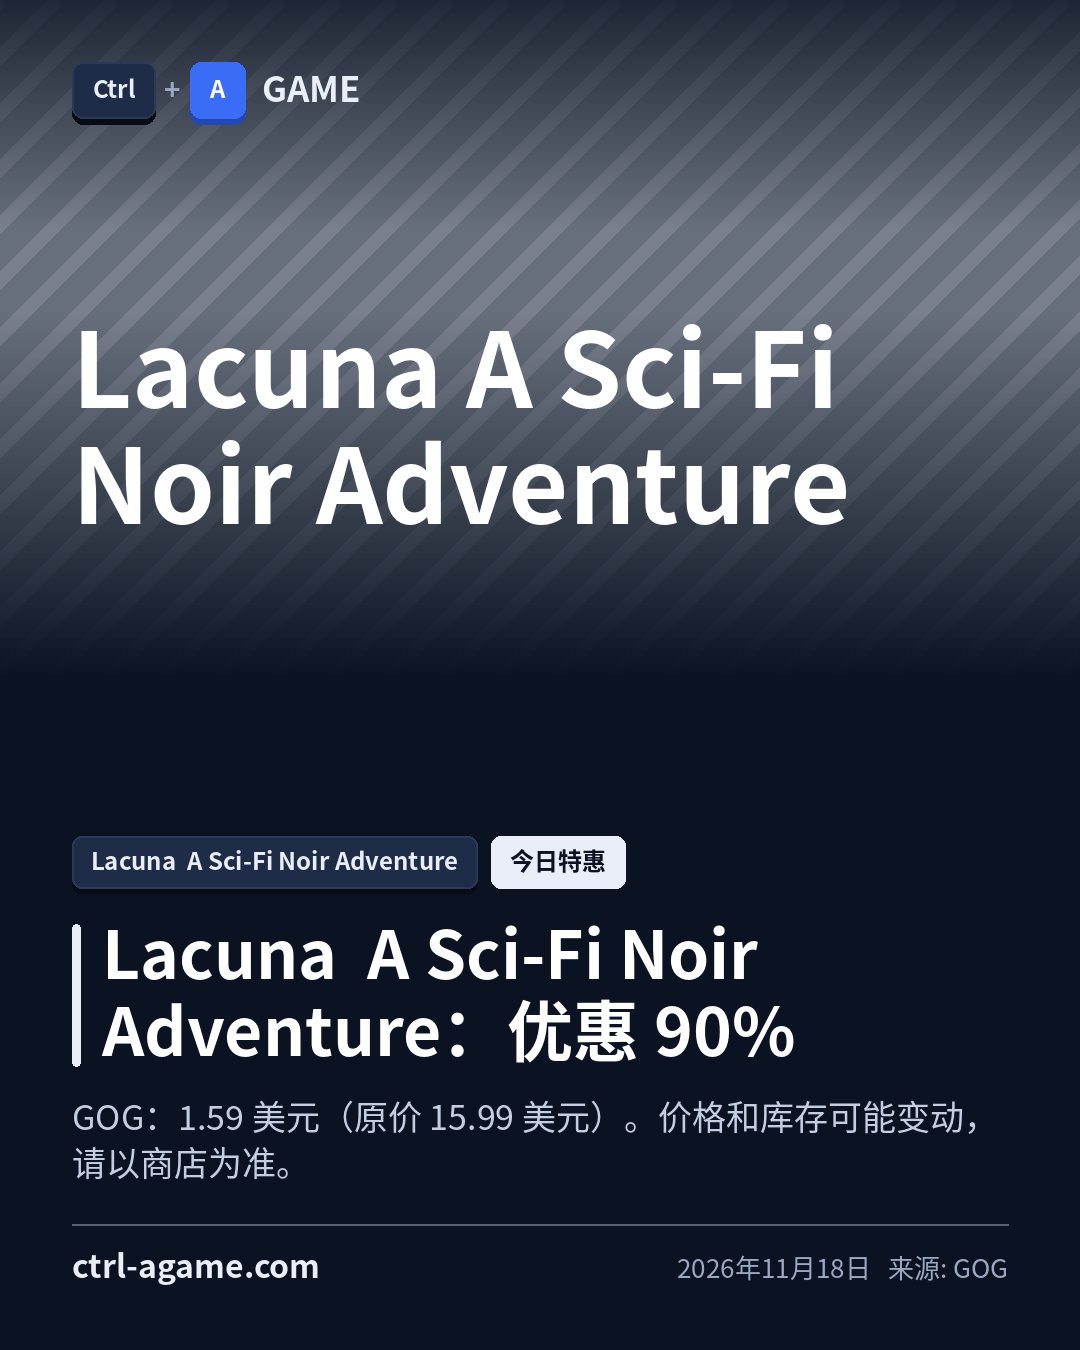 Ctrl + A GAME
Lacuna A Sci-Fi
Noir Adventure
Lacuna  A Sci-Fi Noir Adventure 今日特惠
Lacuna  A Sci-Fi Noir
Adventure：优惠 90%
GOG：1.59 美元（原价 15.99 美元）。价格和库存可能变动，
请以商店为准。
ctrl-agame.com 2026年11月18日 来源: GOG